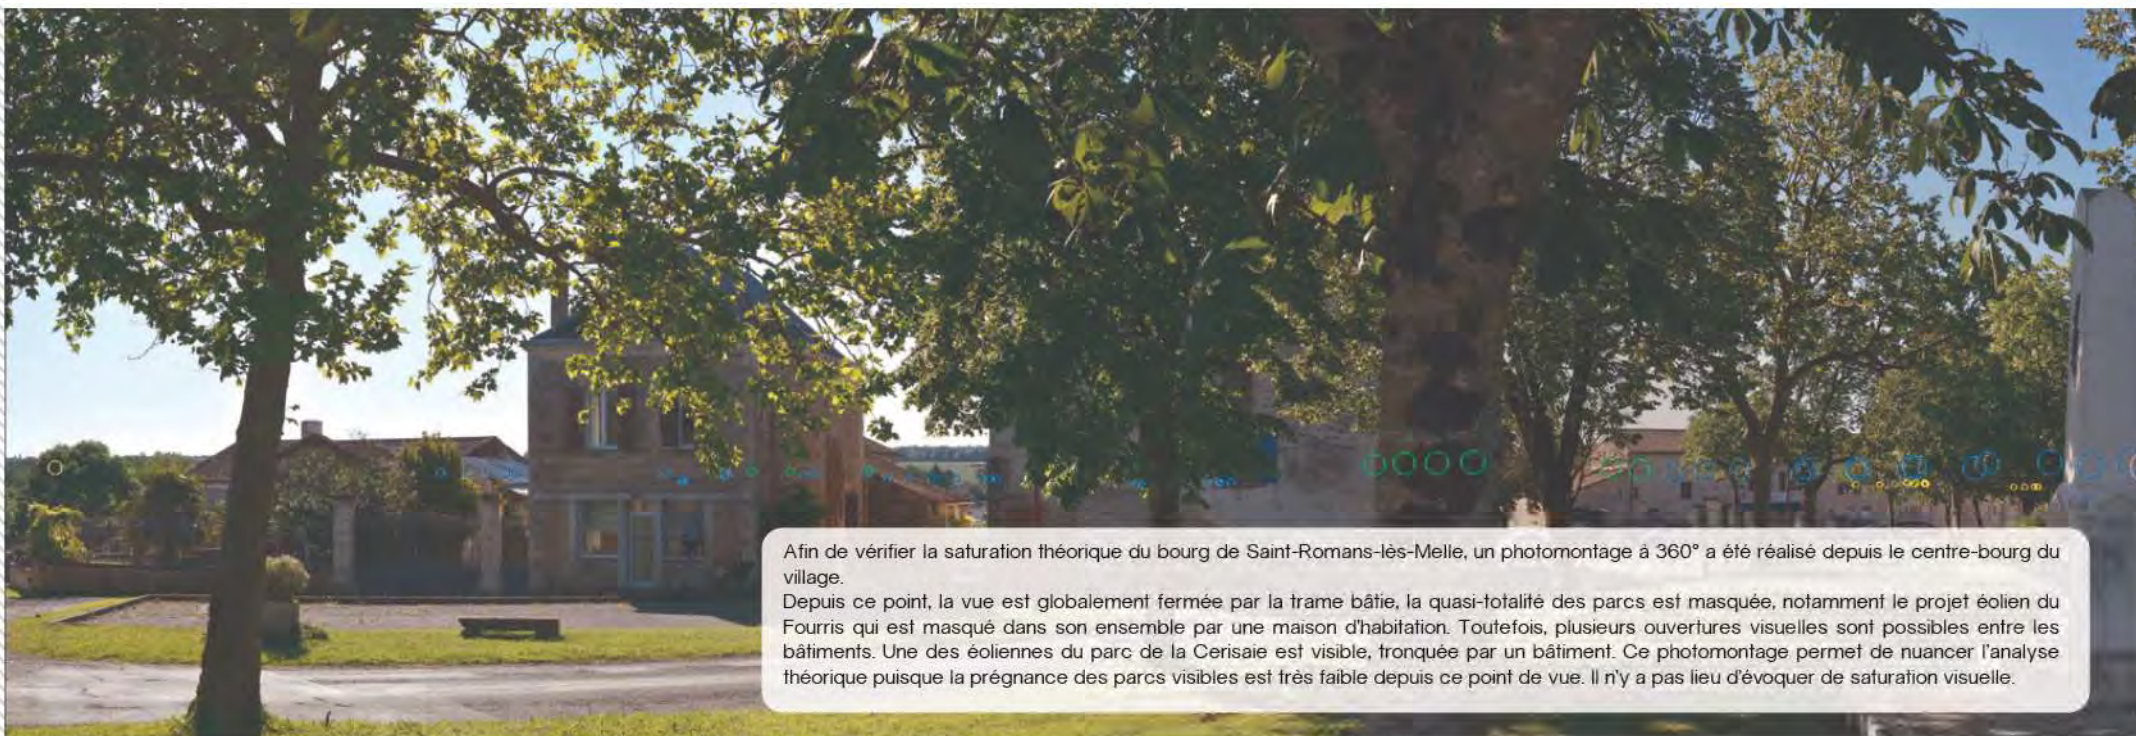 Afin de vérifier la saturation théorique du bourg de Saint-Romans-lès-Melle, un photomontage à 360° a été réalisé depuis le centre-bourg du
village.
Depuis ce point, la vue est globalement fermée par la trame bâtie, la quasi-totalité des parcs est masquée, notamment le projet éolien du
Fourris qui est masqué dans son ensemble par une maison d'habitation. Toutefois, plusieurs ouvertures visuelles sont possibles entre les
bâtiments. Une des éoliennes du parc de la Cerisaie est visible, tronquée par un bâtiment. Ce photomontage permet de nuancer l'analyse
théorique puisque la prégnance des parcs visibles est très faible depuis ce point de vue. Il n'y a pas lieu d'évoquer de saturation visuelle.